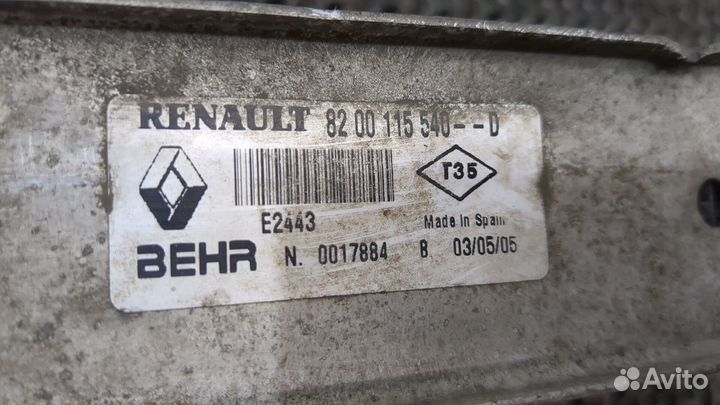 RENAULT 82 00 115 540--D
T35
E2443
Made In Spain
BEHR N. 0017884 B 03/05/05
Avito